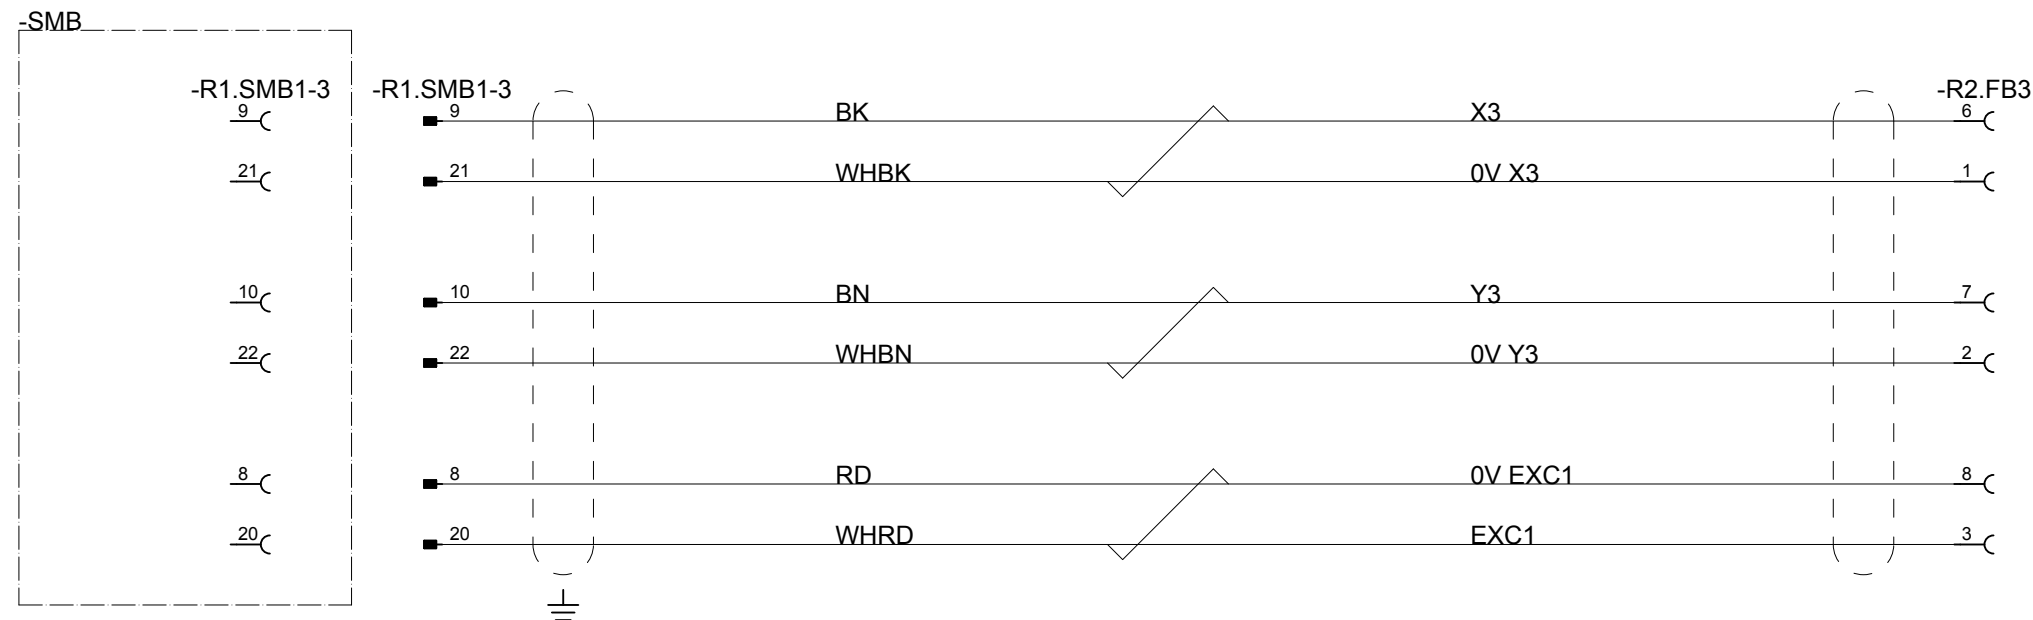 -SMB
-R1.SMB1-3 -R1.SMB1-3 -R2.FB3
9 9 BK X3 6
21 21 WHBK 0V X3 1
10 10 BN Y3 7
22 22 WHBN 0V Y3 2
8 8 RD 0V EXC1 8
20 20 WHRD EXC1 3